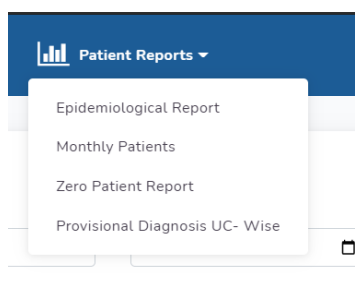 Patient Reports
Epidemiological Report
Monthly Patients
Zero Patient Report
Provisional Diagnosis UC- Wise